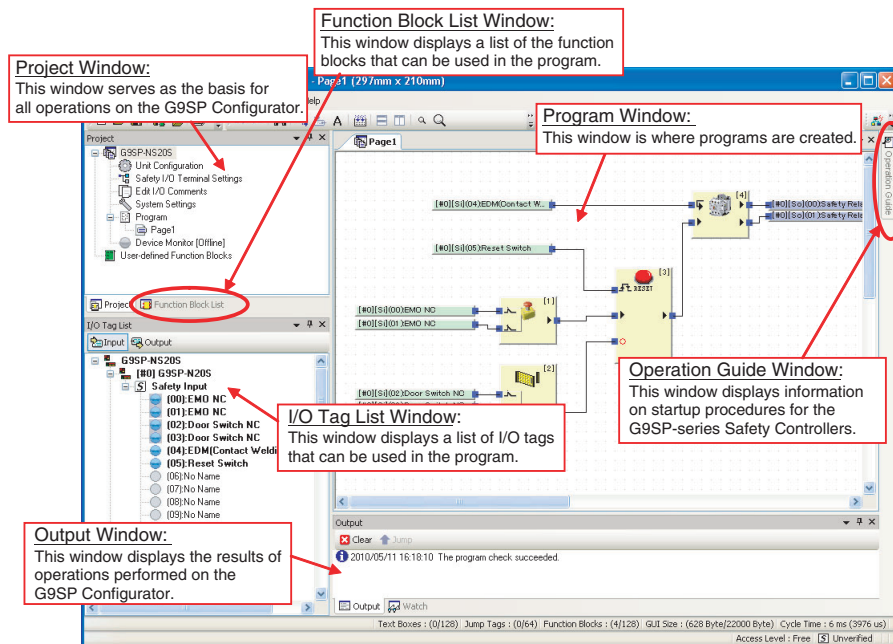 Function Block List Window:
This window displays a list of the function
blocks that can be used in the program.
Project Window:
This window serves as the basis for
all operations on the G9SP Configurator.
- Page1 (297mm x 210mm)
Help
Project
Page1
Program Window:
This window is where programs are created.
Operation Guide
G9SP-NS20S
Unit Configuration
Safety I/O Terminal Settings
Edit I/O Comments
System Settings
Program
Page1
Device Monitor [Offline]
User-defined Function Blocks
[#0][Si](04):EDM(Contact W...
[4]
[#0][So](00):Safety Rela
[#0][So](01):Safety Rela
[#0][Si](05):Reset Switch
[3]
RESET
Project
Function Block List
[1]
[#0][Si](00):EMO NC
[#0][Si](01):EMO NC
I/O Tag List
Input
Output
[2]
G9SP-NS20S
[#0] G9SP-N20S
Safety Input
(00):EMO NC
(01):EMO NC
(02):Door Switch NC
(03):Door Switch NC
(04):EDM(Contact Weldi
(05):Reset Switch
(06):No Name
(07):No Name
(08):No Name
(09):No Name
[#0][Si](02):Door Switch NC
Operation Guide Window:
This window displays information
on startup procedures for the
G9SP-series Safety Controllers.
I/O Tag List Window:
This window displays a list of I/O tags
that can be used in the program.
Output Window:
This window displays the results of
operations performed on the
G9SP Configurator.
Output
Clear
Jump
2010/05/11 16:18:10 The program check succeeded.
Output
Watch
Text Boxes : (0/128) Jump Tags : (0/64) Function Blocks : (4/128) GUI Size : (628 Byte/22000 Byte) Cycle Time : 6 ms (3976 us)
Access Level : Free S Unverified